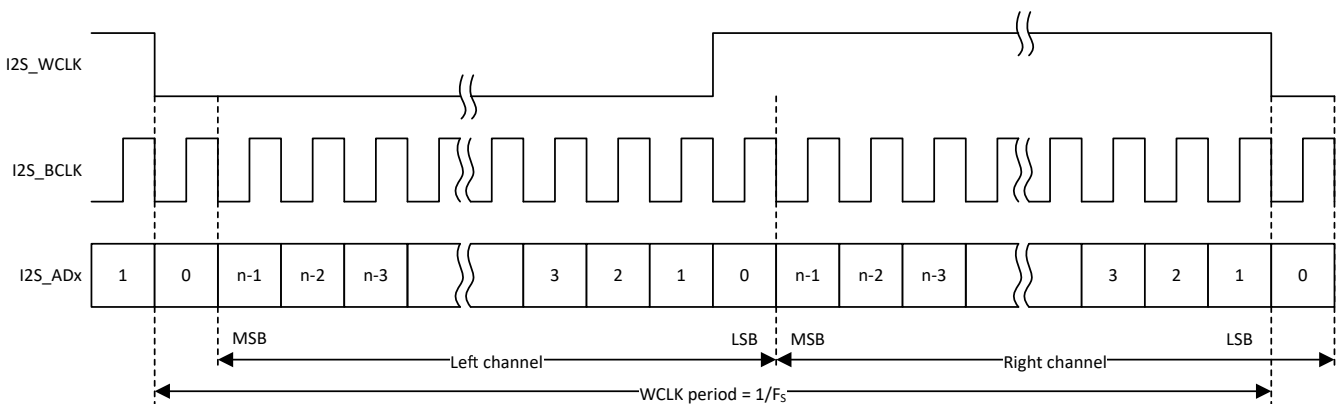 I2S_WCLK
I2S_BCLK
I2S_ADx 1 0 n-1 n-2 n-3 3 2 1 0 n-1 n-2 n-3 3 2 1 0
MSB LSB MSB LSB
Left channel Right channel
WCLK period = 1/FS